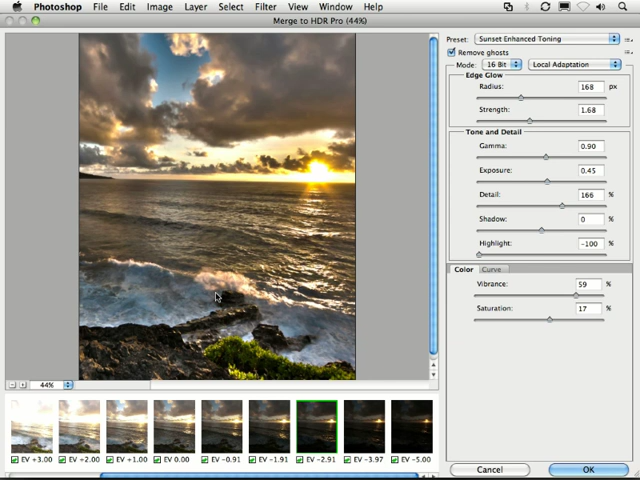 Photoshop File Edit Image Layer Select Filter View Window Help
Merge to HDR Pro (44%)
Preset: Sunset Enhanced Toning
Remove ghosts
Mode: 16 Bit Local Adaptation
Edge Glow
Radius: 168 px
Strength: 1.68
Tone and Detail
Gamma: 0.90
Exposure: 0.45
Detail: 166 %
Shadow: 0 %
Highlight: -100 %
Color Curve
Vibrance: 59 %
Saturation: 17 %
44%
EV +3.00 EV +2.00 EV +1.00 EV 0.00 EV -0.91 EV -1.91 EV -2.91 EV -3.97 EV -5.00
Cancel OK